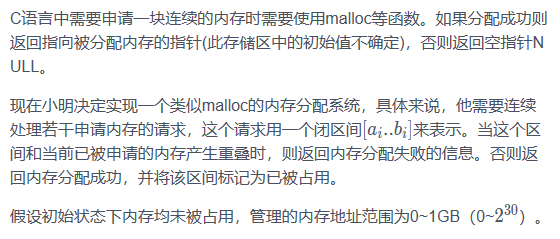 C语言中需要申请一块连续的内存时需要使用malloc等函数。如果分配成功则
返回指向被分配内存的指针(此存储区中的初始值不确定)，否则返回空指针N
ULL。
现在小明决定实现一个类似malloc的内存分配系统，具体来说，他需要连续
处理若干申请内存的请求，这个请求用一个闭区间[aᵢ..bᵢ]来表示。当这个区
间和当前已被申请的内存产生重叠时，则返回内存分配失败的信息。否则返
回内存分配成功，并将该区间标记为已被占用。
假设初始状态下内存均未被占用，管理的内存地址范围为0~1GB（0~2³⁰）。